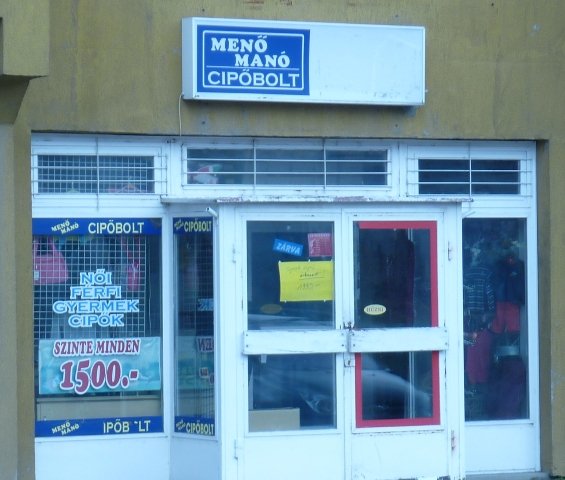 MENŐ
MANÓ
CIPŐBOLT
MENŐ
MANÓ
CIPŐBOLT
CIPŐBOLT
NŐI
FÉRFI
GYERMEK
CIPŐK
SZINTE MINDEN
1500.-
ZÁRVA
HÚZNI
MENŐ
MANÓ
IPŐB LT
CIPŐBOLT